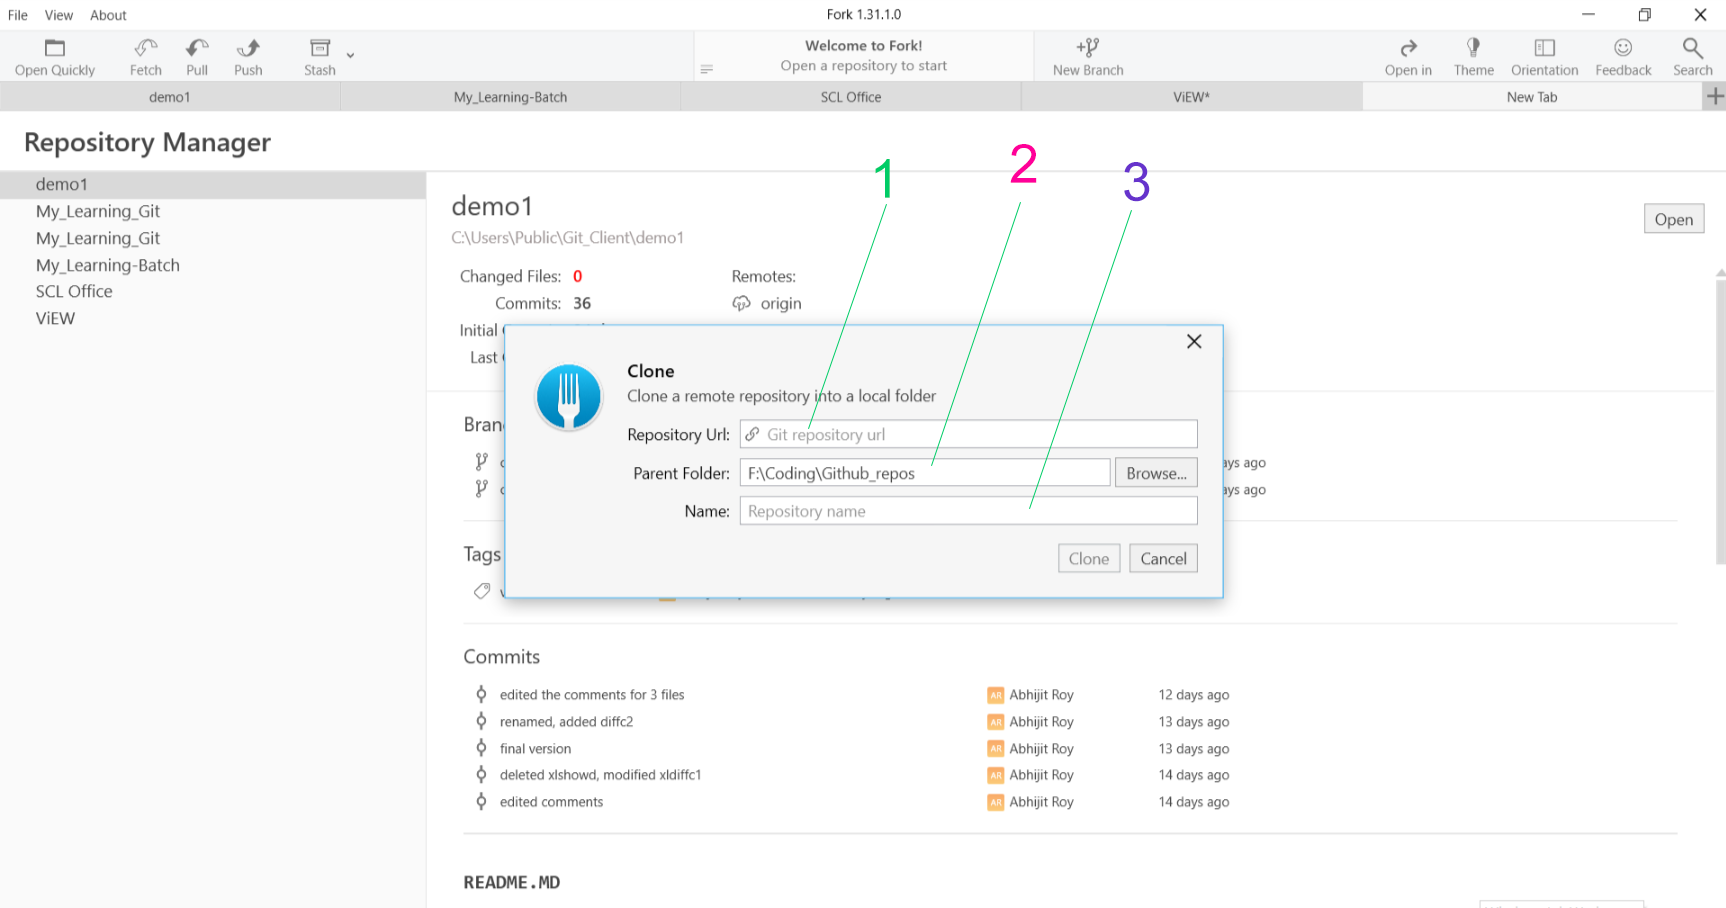 File View About
Fork 1.31.1.0
Open Quickly Fetch Pull Push Stash
Welcome to Fork!
Open a repository to start
New Branch Open in Theme Orientation Feedback Search
demo1 My_Learning-Batch SCL Office ViEW* New Tab
Repository Manager
demo1
My_Learning_Git
My_Learning_Git
My_Learning-Batch
SCL Office
ViEW
1 2 3
demo1
C:\Users\Public\Git_Client\demo1
Open
Changed Files: 0
Commits: 36
Remotes:
origin
Initial
Last
Clone
Clone a remote repository into a local folder
Repository Url: Git repository url
Parent Folder: F:\Coding\Github_repos Browse...
Name: Repository name
Clone Cancel
ays ago
ays ago
Tags
Commits
edited the comments for 3 files AR Abhijit Roy 12 days ago
renamed, added diffc2 AR Abhijit Roy 13 days ago
final version AR Abhijit Roy 13 days ago
deleted xlshowd, modified xldiffc1 AR Abhijit Roy 14 days ago
edited comments AR Abhijit Roy 14 days ago
README.MD